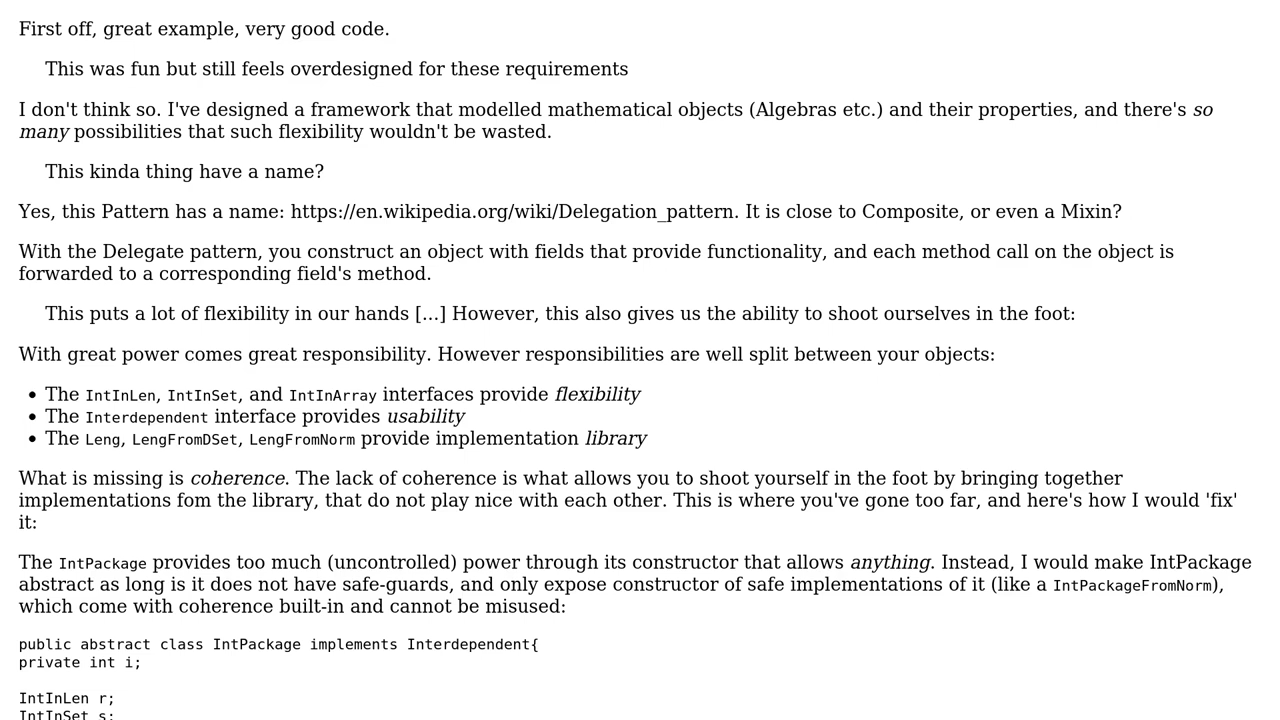 First off, great example, very good code.
This was fun but still feels overdesigned for these requirements
I don't think so. I've designed a framework that modelled mathematical objects (Algebras etc.) and their properties, and there's so
many possibilities that such flexibility wouldn't be wasted.
This kinda thing have a name?
Yes, this Pattern has a name: https://en.wikipedia.org/wiki/Delegation_pattern. It is close to Composite, or even a Mixin?
With the Delegate pattern, you construct an object with fields that provide functionality, and each method call on the object is
forwarded to a corresponding field's method.
This puts a lot of flexibility in our hands [...] However, this also gives us the ability to shoot ourselves in the foot:
With great power comes great responsibility. However responsibilities are well split between your objects:
• The IntInLen, IntInSet, and IntInArray interfaces provide flexibility
• The Interdependent interface provides usability
• The Leng, LengFromDSet, LengFromNorm provide implementation library
What is missing is coherence. The lack of coherence is what allows you to shoot yourself in the foot by bringing together
implementations fom the library, that do not play nice with each other. This is where you've gone too far, and here's how I would 'fix'
it:
The IntPackage provides too much (uncontrolled) power through its constructor that allows anything. Instead, I would make IntPackage
abstract as long is it does not have safe-guards, and only expose constructor of safe implementations of it (like a IntPackageFromNorm),
which come with coherence built-in and cannot be misused:
public abstract class IntPackage implements Interdependent{
private int i;
IntInLen r;
IntInSet s;